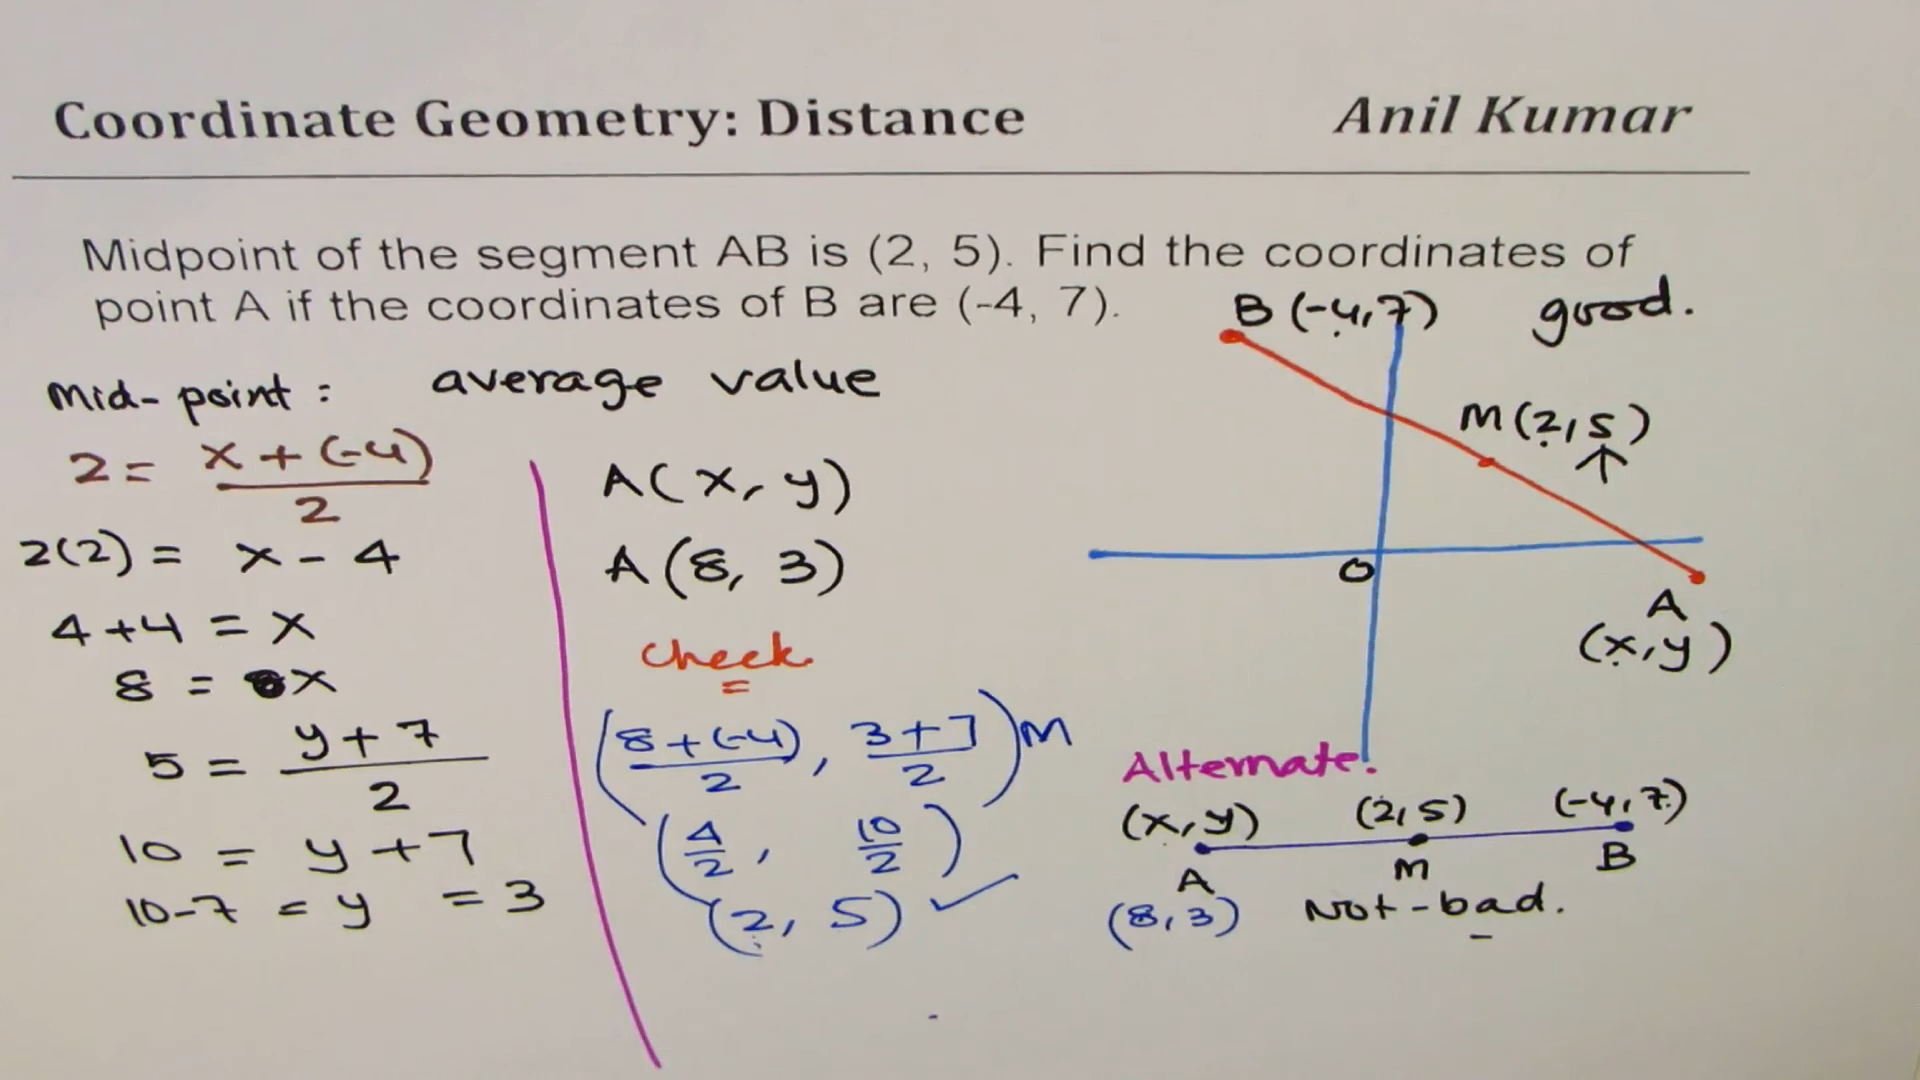 Coordinate Geometry: Distance
Anil Kumar
Midpoint of the segment AB is (2, 5). Find the coordinates of
point A if the coordinates of B are (-4, 7).
Mid-point : average value
2 = x + (-4) / 2
2(2) = x - 4
4 + 4 = x
8 = x
5 = y + 7 / 2
10 = y + 7
10 - 7 = y = 3
A(x, y)
A(8, 3)
Check
(8 + (-4) / 2, 3 + 7 / 2) M
(4/2, 10/2)
(2, 5) ✓
B(-4, 7) good.
M(2, 5)
↑
O
A
(x, y)
Alternate:
(x, y) (2, 5) (-4, 7)
A M B
(8, 3) Not-bad.